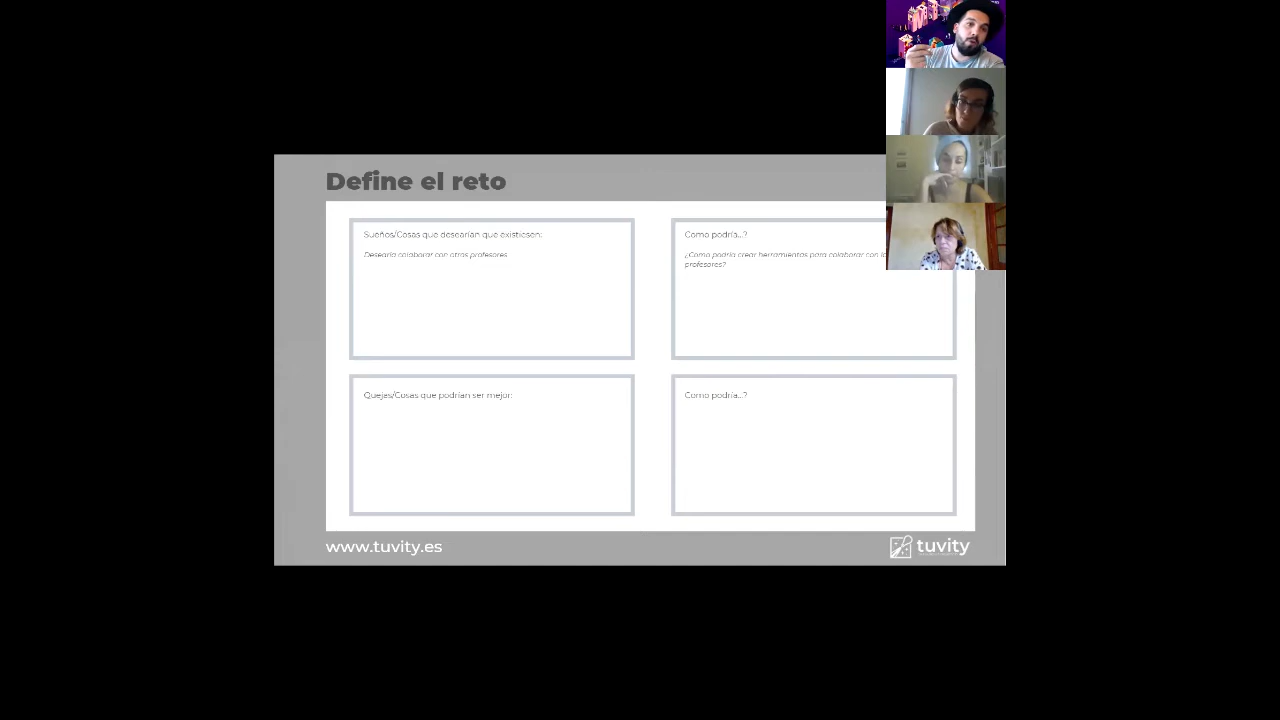 Define el reto
Sueños/Cosas que desearían que existiesen:
Desearía colaborar con otros profesores
Como podría...?
¿Como podría crear herramientas para colaborar con
profesores?
Quejas/Cosas que podrían ser mejor:
Como podría...?
www.tuvity.es
tuvity